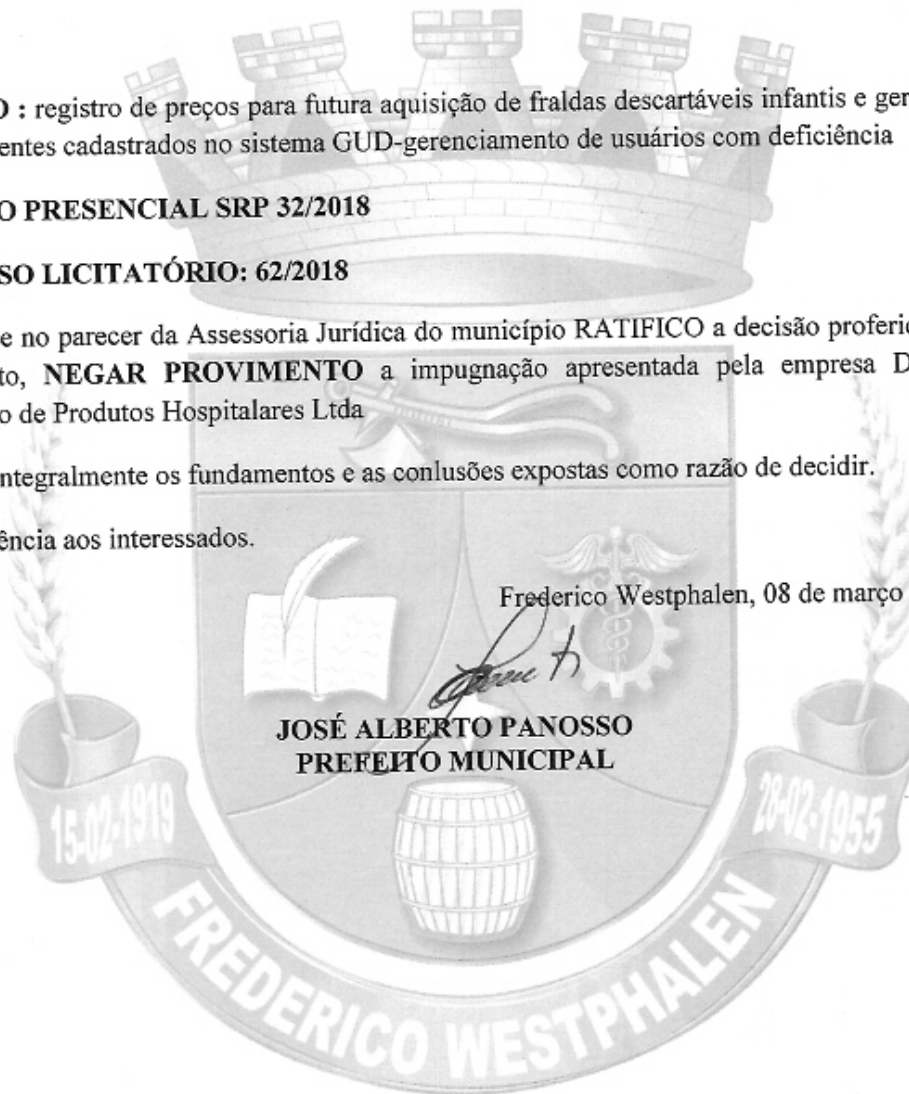 O : registro de preços para futura aquisição de fraldas descartáveis infantis e ger
entes cadastrados no sistema GUD-gerenciamento de usuários com deficiência
O PRESENCIAL SRP 32/2018
SO LICITATÓRIO: 62/2018
e no parecer da Assessoria Jurídica do município RATIFICO a decisão proferid
to, NEGAR PROVIMENTO a impugnação apresentada pela empresa D
o de Produtos Hospitalares Ltda
ntegralmente os fundamentos e as conlusões expostas como razão de decidir.
ência aos interessados.
Frederico Westphalen, 08 de março
JOSÉ ALBERTO PANOSSO
PREFEITO MUNICIPAL
15-02-1919
28-02-1955
FREDERICO WESTPHALEN